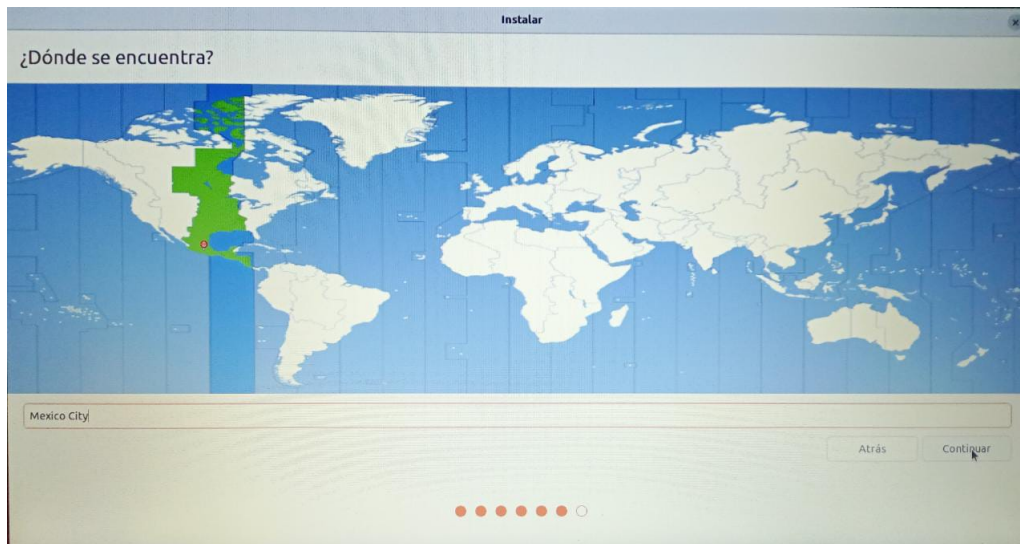 Instalar
¿Dónde se encuentra?
Mexico City
Atrás
Continuar